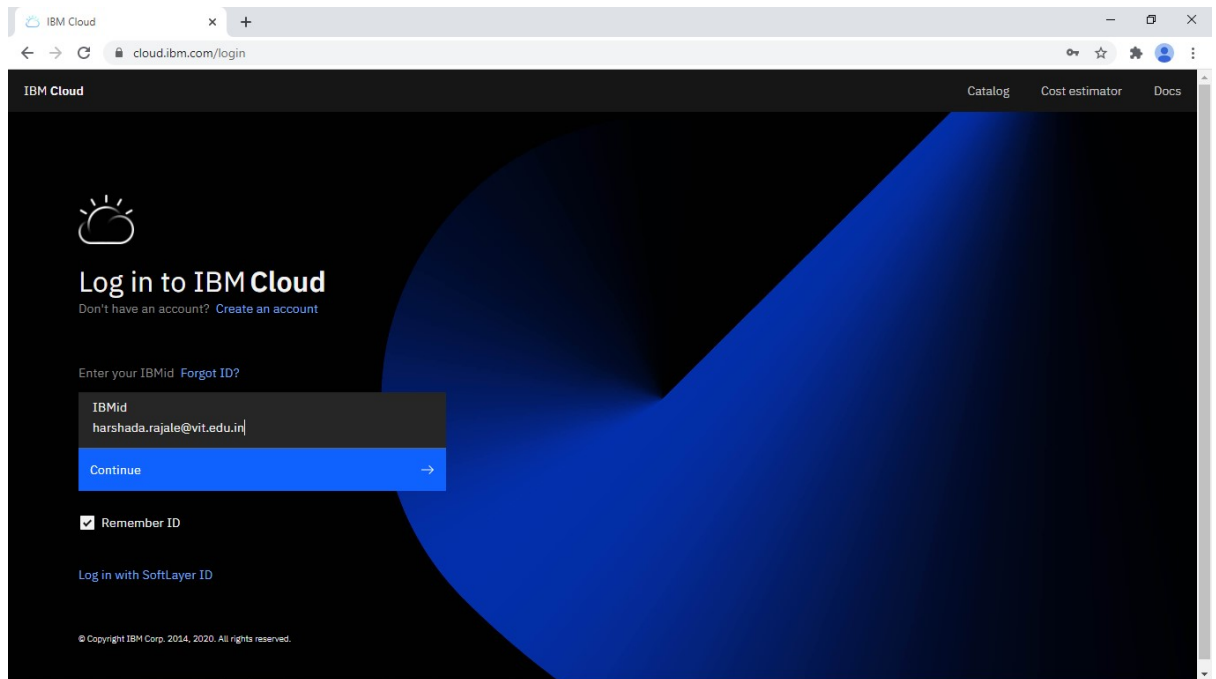 IBM Cloud
cloud.ibm.com/login
IBM Cloud Catalog Cost estimator Docs
Log in to IBM Cloud
Don't have an account? Create an account
Enter your IBMid Forgot ID?
IBMid
harshada.rajale@vit.edu.in
Continue
Remember ID
Log in with SoftLayer ID
© Copyright IBM Corp. 2014, 2020. All rights reserved.